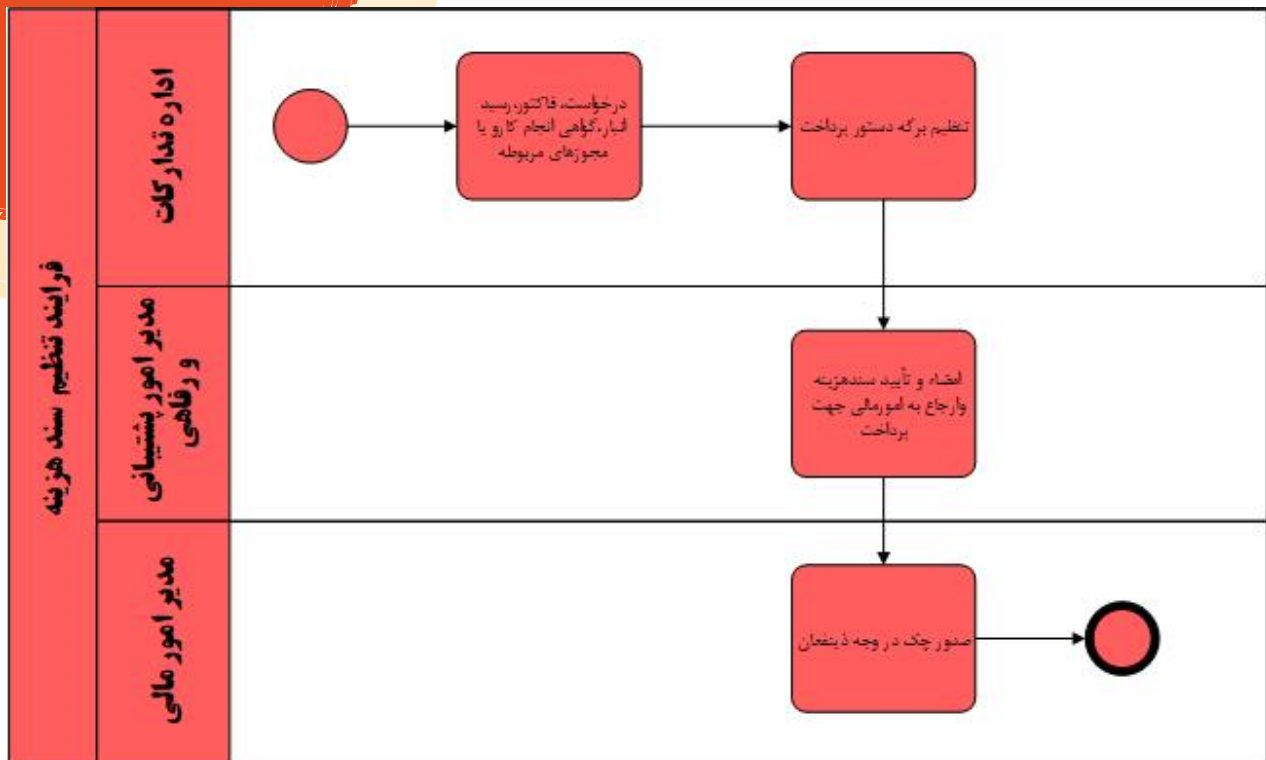 فرایند تنظیم سند هزینه
اداره تدارکات
درخواست، فاکتور، رسید
انبار، گواهی انجام کار و یا
مجوزهای مربوطه
تنظیم برگه دستور پرداخت
مدیر امور پشتیبانی
و رفاهی
امضاء و تأیید سندهزینه
وارجاع به امورمالی جهت
پرداخت
مدیر امور مالی
صدور چک در وجه ذینفعان